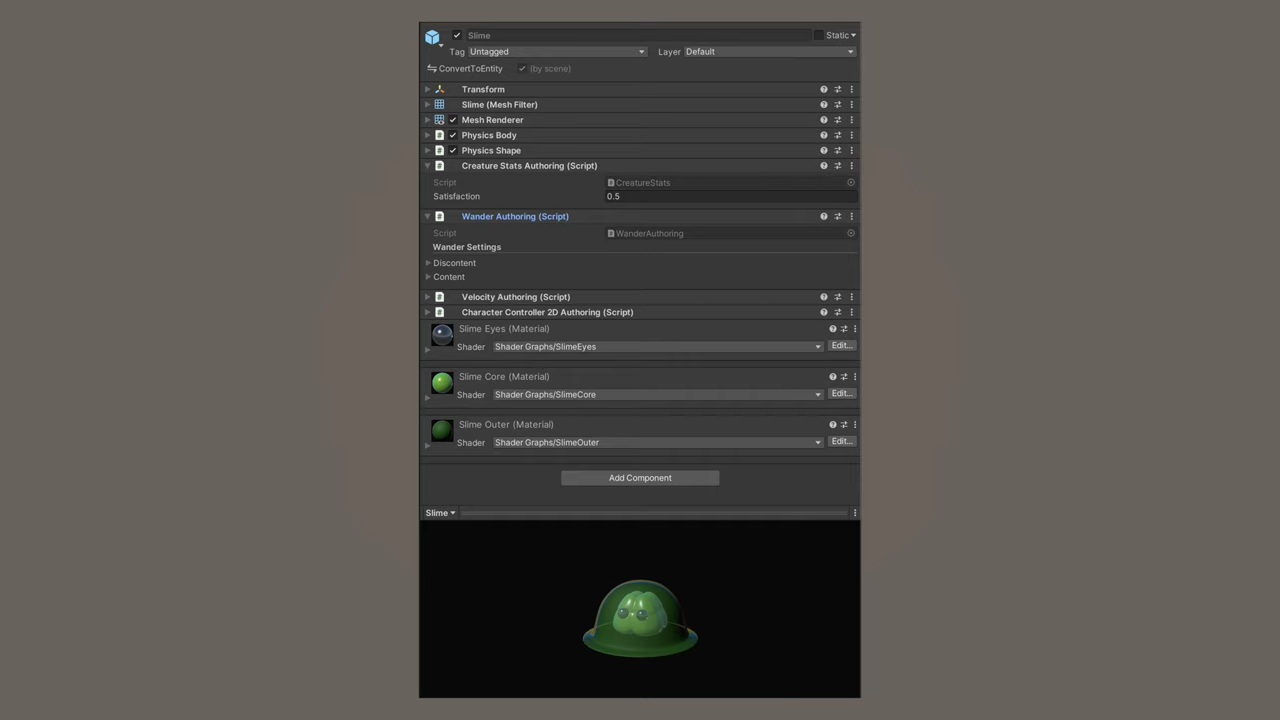 Slime Static
Tag Untagged Layer Default
ConvertToEntity (by scene)
Transform
Slime (Mesh Filter)
Mesh Renderer
Physics Body
Physics Shape
Creature Stats Authoring (Script)
Script CreatureStats
Satisfaction 0.5
Wander Authoring (Script)
Script WanderAuthoring
Wander Settings
Discontent
Content
Velocity Authoring (Script)
Character Controller 2D Authoring (Script)
Slime Eyes (Material)
Shader Shader Graphs/SlimeEyes Edit...
Slime Core (Material)
Shader Shader Graphs/SlimeCore Edit...
Slime Outer (Material)
Shader Shader Graphs/SlimeOuter Edit...
Add Component
Slime